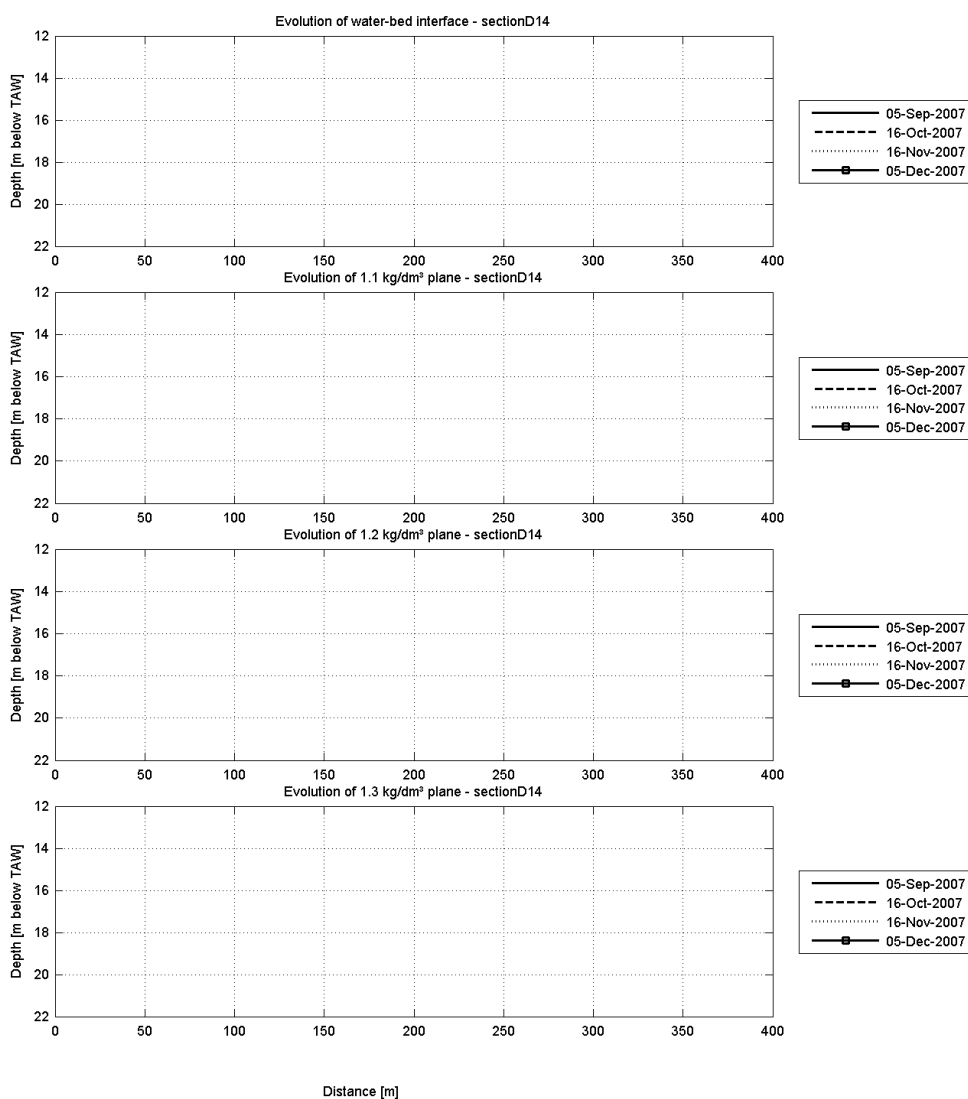 Evolution of water-bed interface - sectionD14
Depth [m below TAW]
12
14
16
18
20
22
0 50 100 150 200 250 300 350 400
05-Sep-2007
16-Oct-2007
16-Nov-2007
05-Dec-2007
Evolution of 1.1 kg/dm³ plane - sectionD14
Depth [m below TAW]
12
14
16
18
20
22
0 50 100 150 200 250 300 350 400
05-Sep-2007
16-Oct-2007
16-Nov-2007
05-Dec-2007
Evolution of 1.2 kg/dm³ plane - sectionD14
Depth [m below TAW]
12
14
16
18
20
22
0 50 100 150 200 250 300 350 400
05-Sep-2007
16-Oct-2007
16-Nov-2007
05-Dec-2007
Evolution of 1.3 kg/dm³ plane - sectionD14
Depth [m below TAW]
12
14
16
18
20
22
0 50 100 150 200 250 300 350 400
05-Sep-2007
16-Oct-2007
16-Nov-2007
05-Dec-2007
Distance [m]